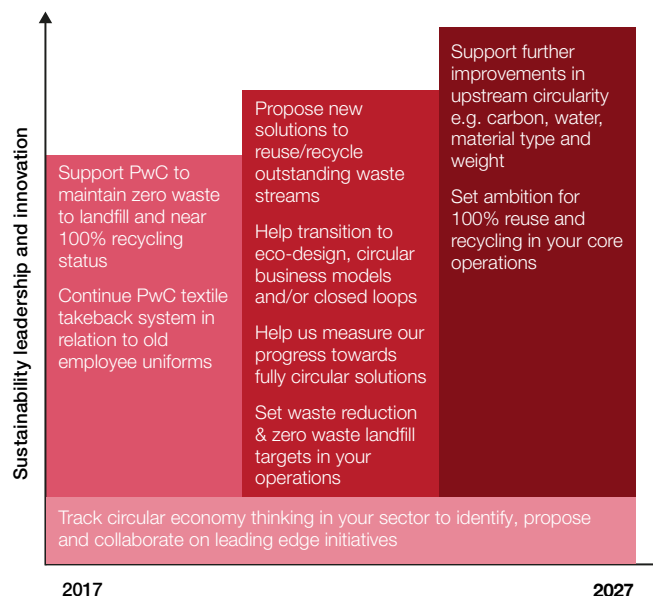 Sustainability leadership and innovation
Support PwC to
maintain zero waste
to landfill and near
100% recycling
status
Continue PwC textile
takeback system in
relation to old
employee uniforms
Propose new
solutions to
reuse/recycle
outstanding waste
streams
Help transition to
eco-design, circular
business models
and/or closed loops
Help us measure our
progress towards
fully circular solutions
Set waste reduction
& zero waste landfill
targets in your
operations
Support further
improvements in
upstream circularity
e.g. carbon, water,
material type and
weight
Set ambition for
100% reuse and
recycling in your core
operations
Track circular economy thinking in your sector to identify, propose
and collaborate on leading edge initiatives
2017
2027